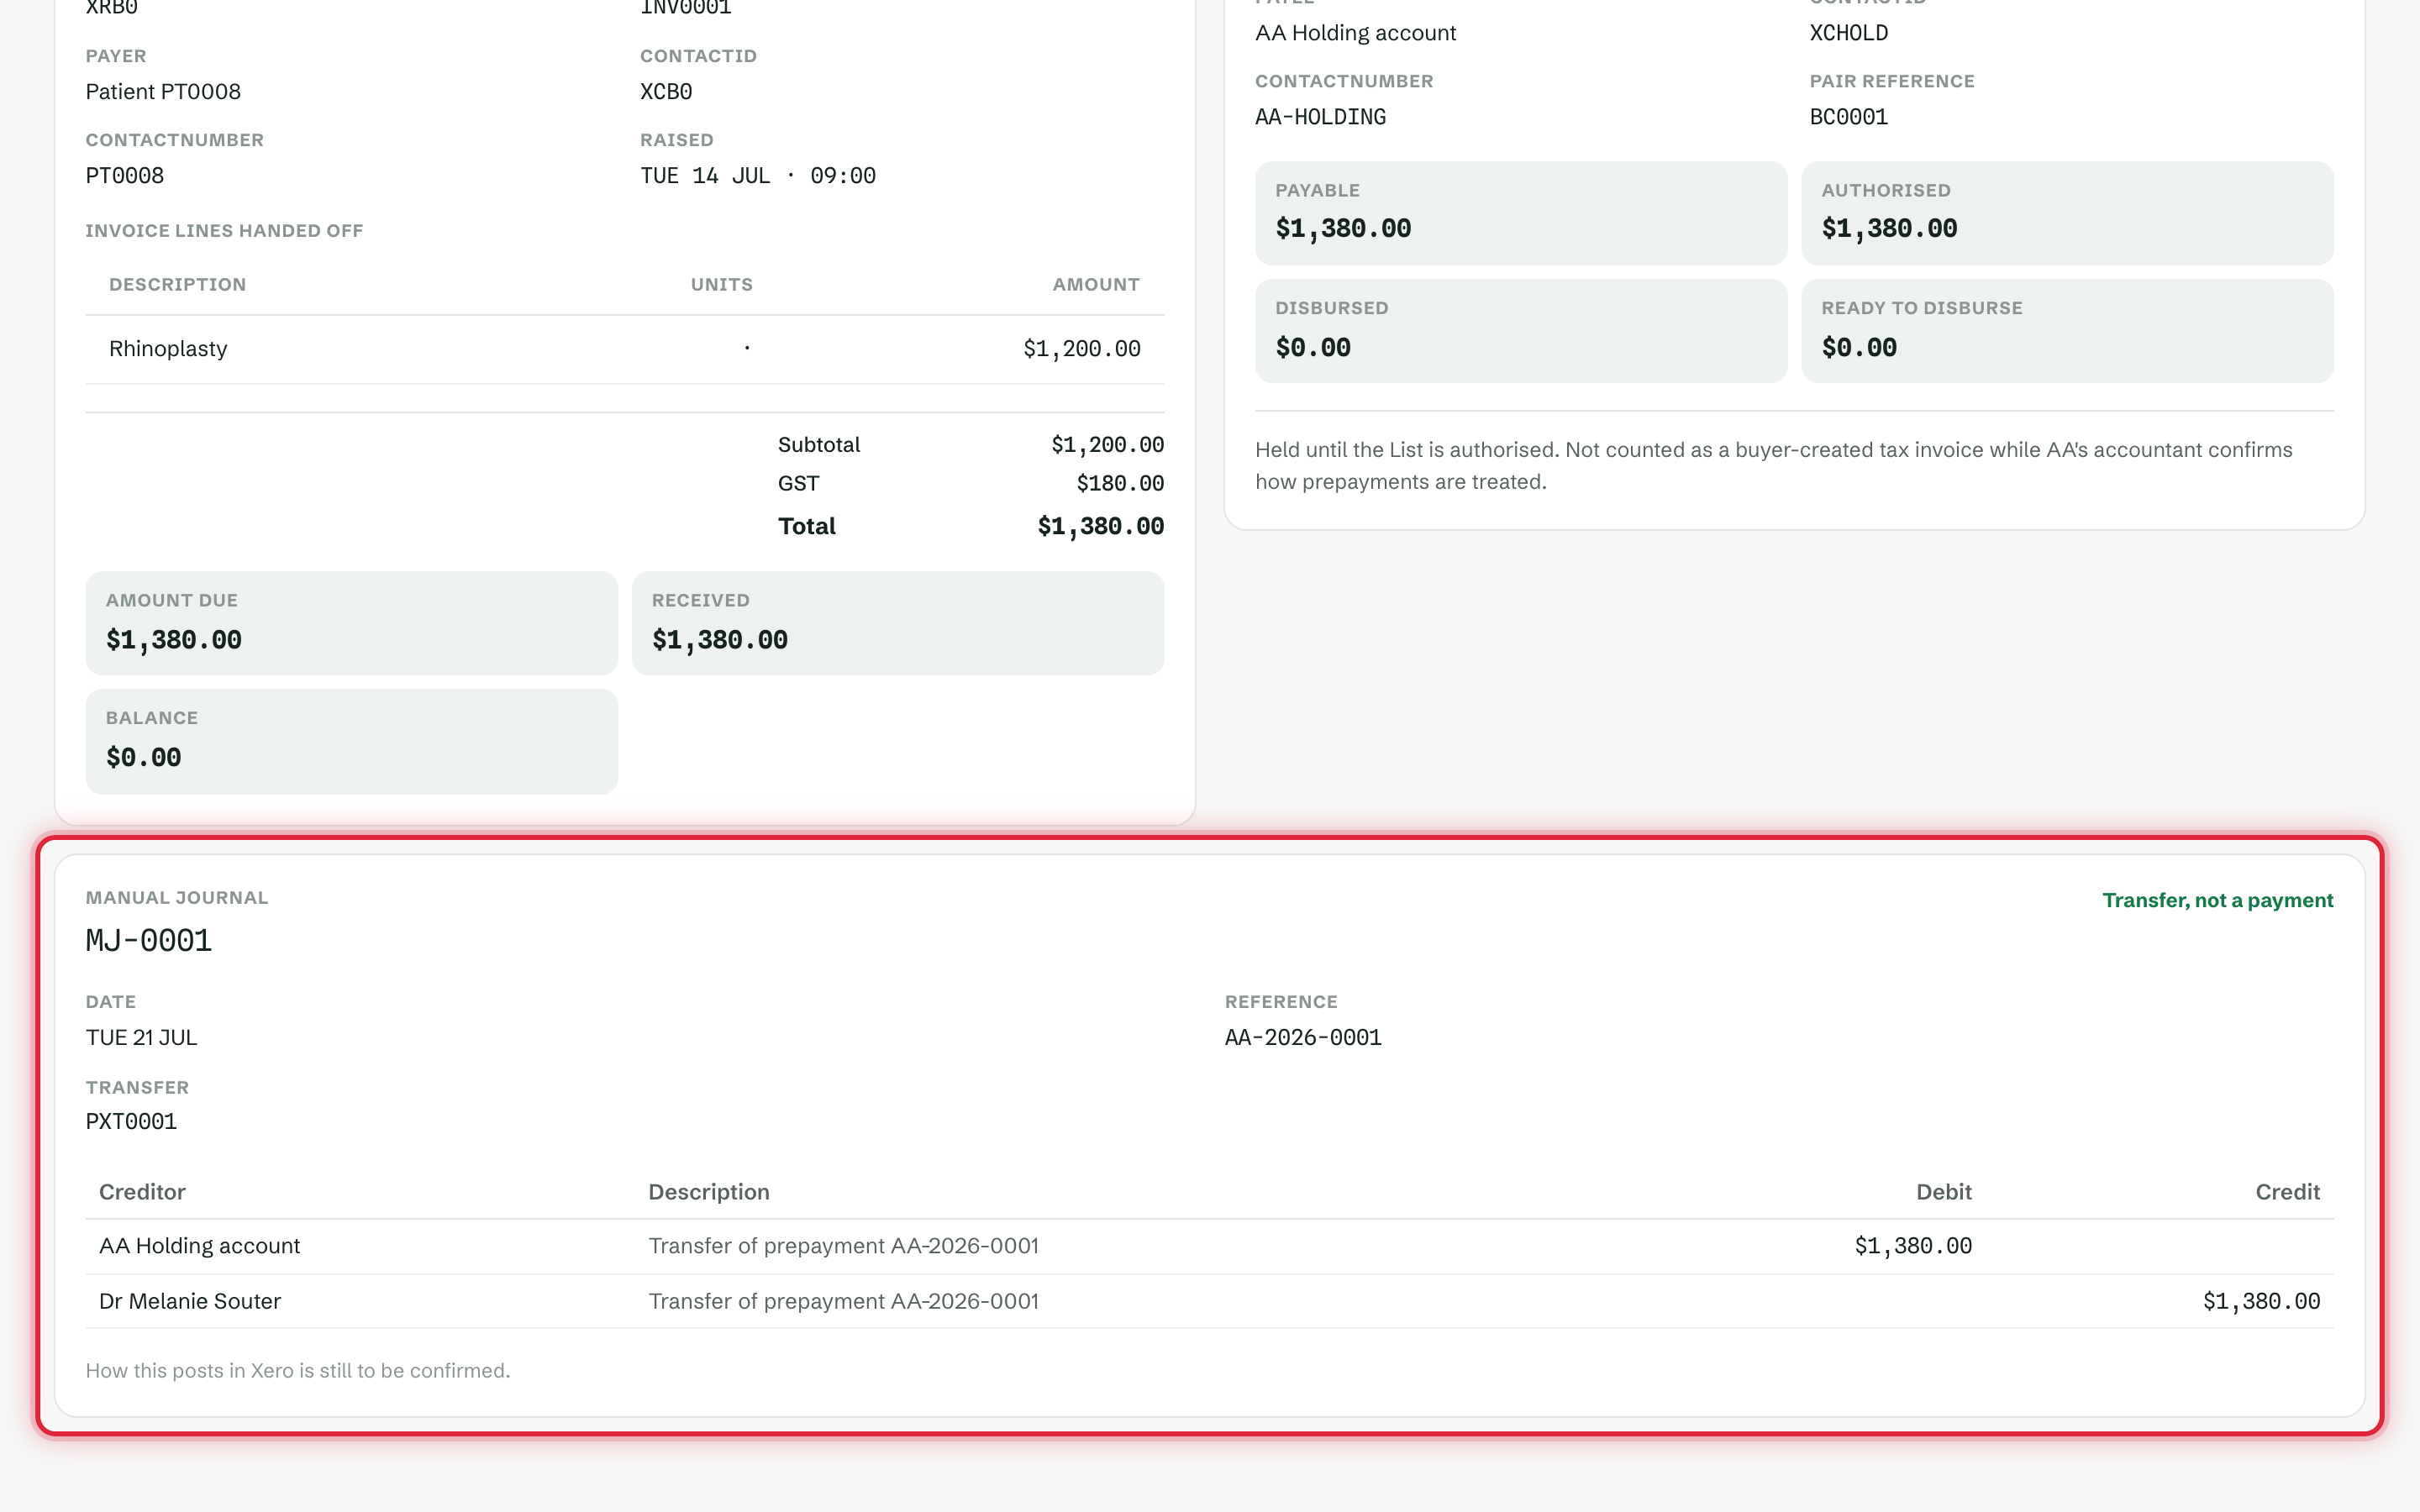 XRB0
INV0001
PAYER
CONTACTID
Patient PT0008
XCB0
CONTACTNUMBER
RAISED
PT0008
TUE 14 JUL · 09:00
INVOICE LINES HANDED OFF
DESCRIPTION UNITS AMOUNT
Rhinoplasty · $1,200.00
Subtotal $1,200.00
GST $180.00
Total $1,380.00
AMOUNT DUE
$1,380.00
RECEIVED
$1,380.00
BALANCE
$0.00
PAYEE
CONTACTID
AA Holding account
XCHOLD
CONTACTNUMBER
PAIR REFERENCE
AA-HOLDING
BC0001
PAYABLE
$1,380.00
AUTHORISED
$1,380.00
DISBURSED
$0.00
READY TO DISBURSE
$0.00
Held until the List is authorised. Not counted as a buyer-created tax invoice while AA's accountant confirms
how prepayments are treated.
MANUAL JOURNAL
Transfer, not a payment
MJ-0001
DATE
REFERENCE
TUE 21 JUL
AA-2026-0001
TRANSFER
PXT0001
Creditor Description Debit Credit
AA Holding account Transfer of prepayment AA-2026-0001 $1,380.00
Dr Melanie Souter Transfer of prepayment AA-2026-0001 $1,380.00
How this posts in Xero is still to be confirmed.